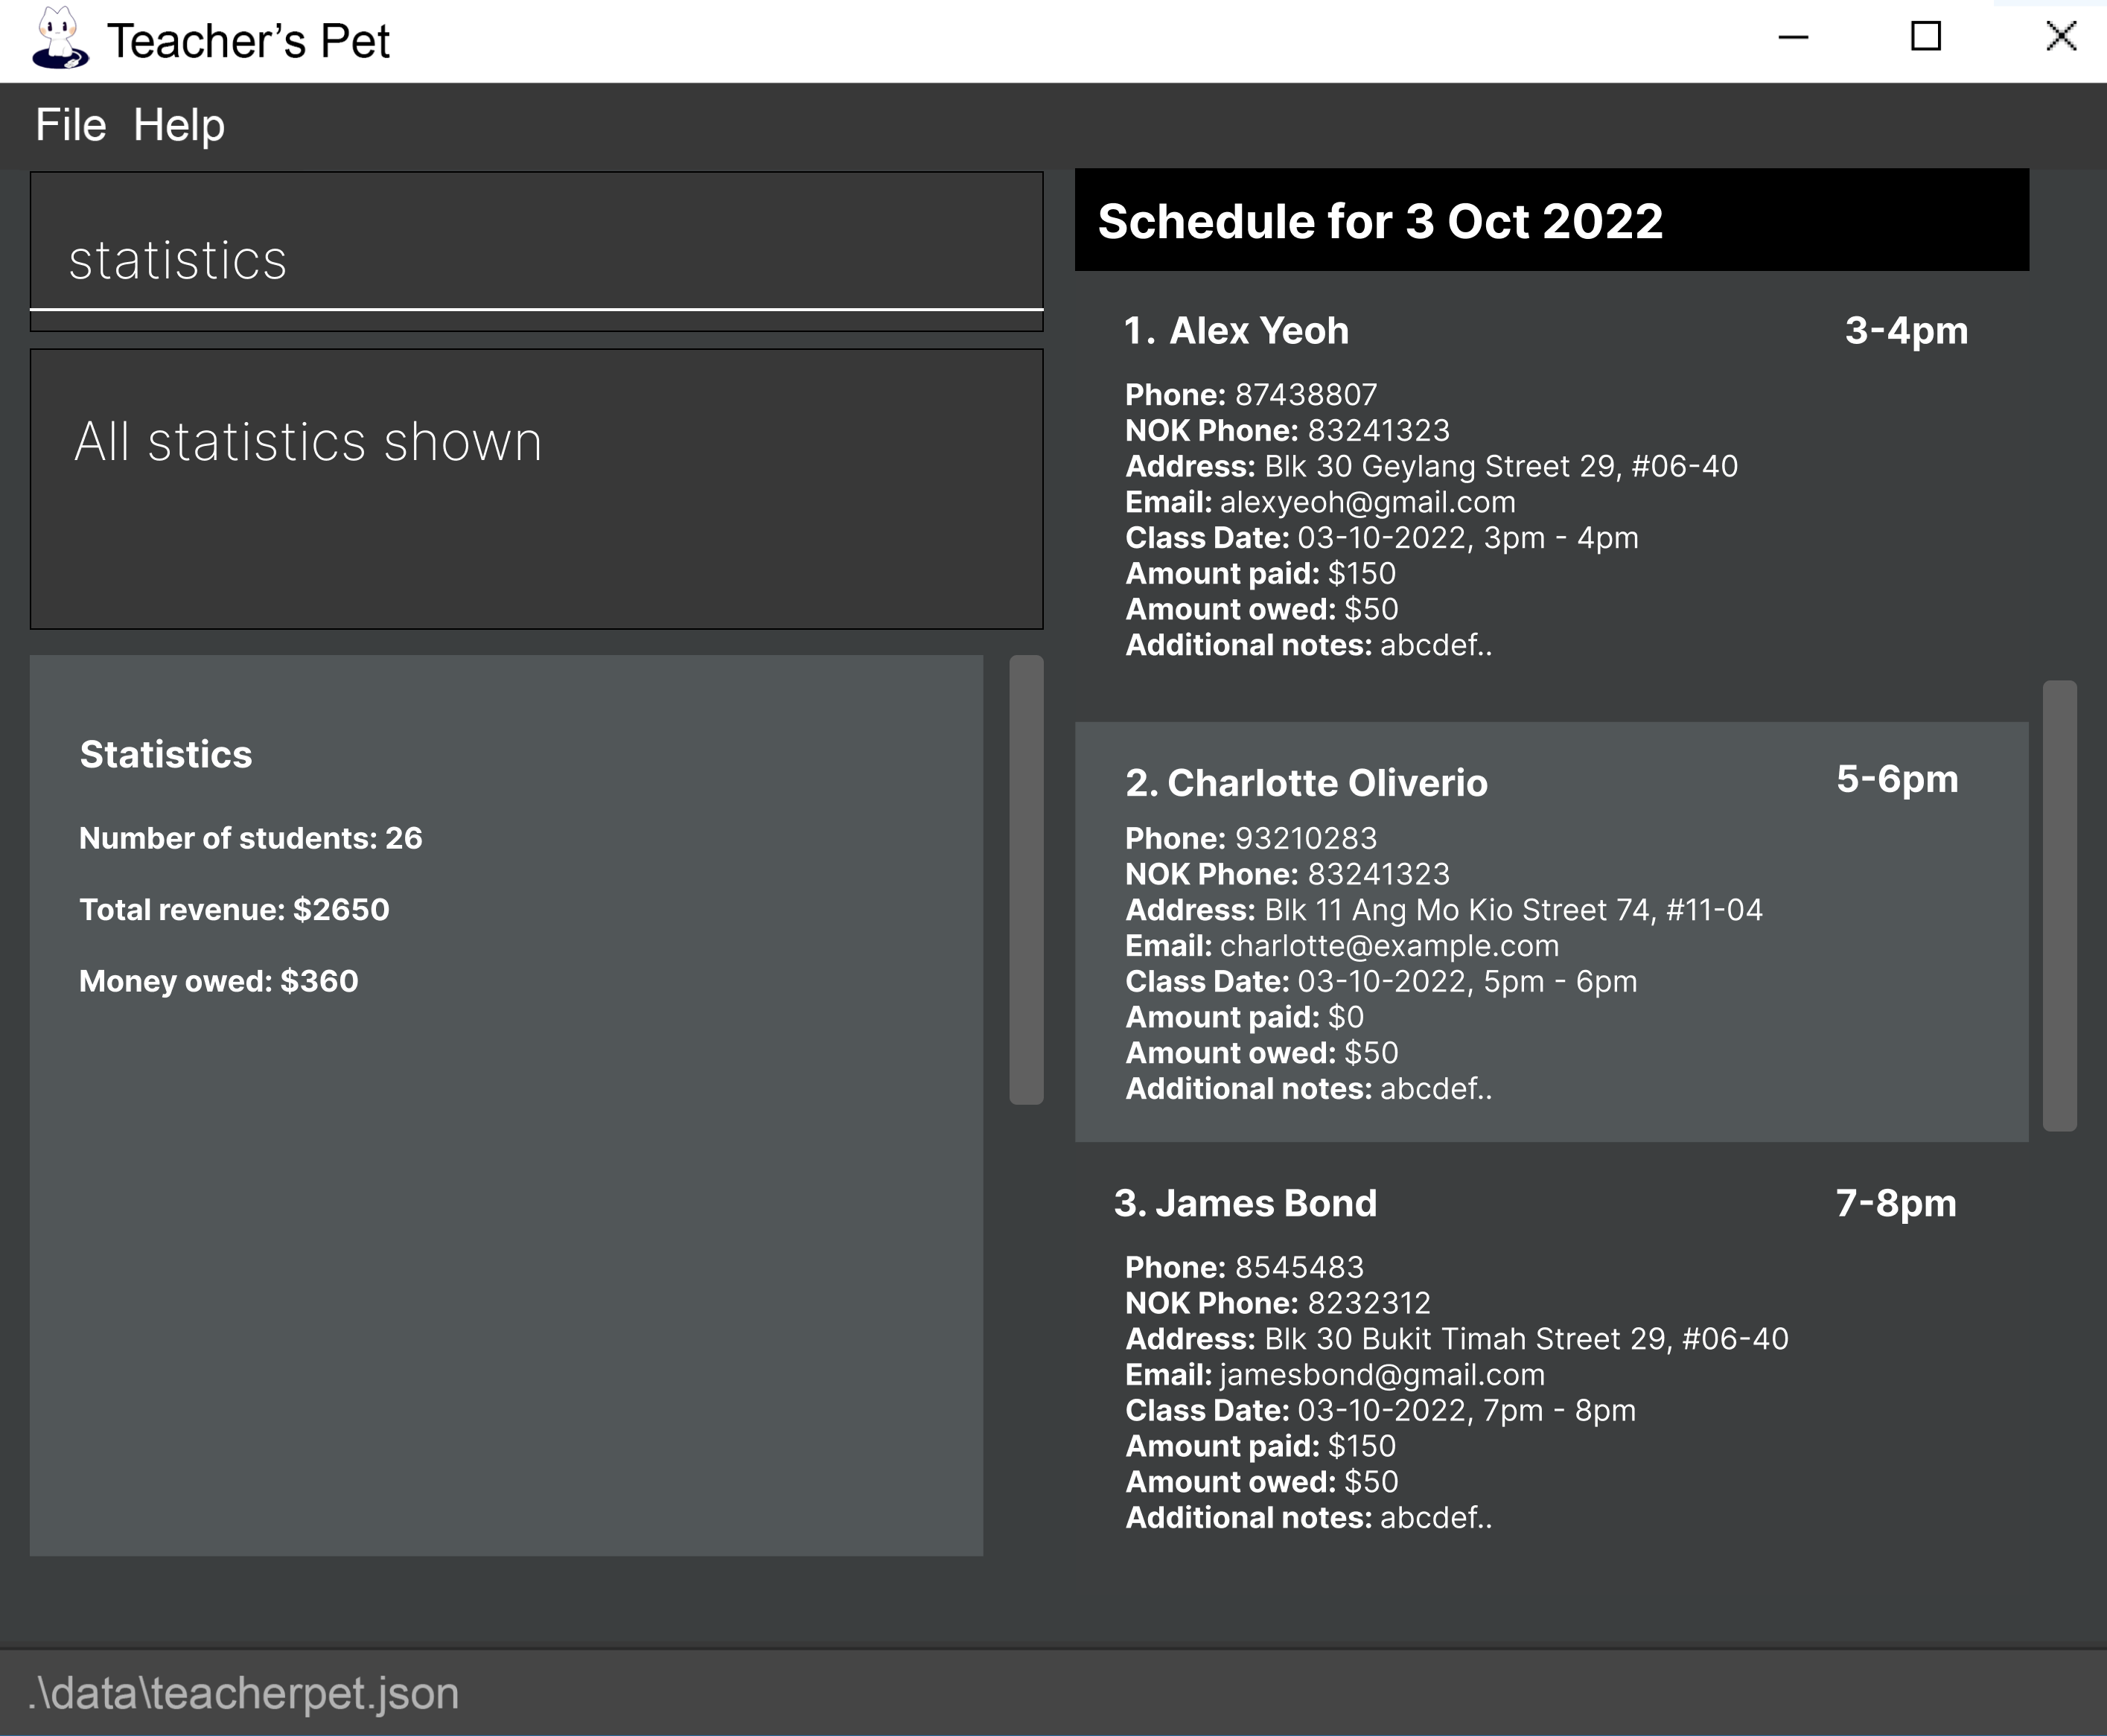 Teacher’s Pet
File Help
statistics
All statistics shown
Statistics
Number of students: 26
Total revenue: $2650
Money owed: $360
Schedule for 3 Oct 2022
1. Alex Yeoh 3-4pm
Phone: 87438807
NOK Phone: 83241323
Address: Blk 30 Geylang Street 29, #06-40
Email: alexyeoh@gmail.com
Class Date: 03-10-2022, 3pm - 4pm
Amount paid: $150
Amount owed: $50
Additional notes: abcdef..
2. Charlotte Oliverio 5-6pm
Phone: 93210283
NOK Phone: 83241323
Address: Blk 11 Ang Mo Kio Street 74, #11-04
Email: charlotte@example.com
Class Date: 03-10-2022, 5pm - 6pm
Amount paid: $0
Amount owed: $50
Additional notes: abcdef..
3. James Bond 7-8pm
Phone: 8545483
NOK Phone: 8232312
Address: Blk 30 Bukit Timah Street 29, #06-40
Email: jamesbond@gmail.com
Class Date: 03-10-2022, 7pm - 8pm
Amount paid: $150
Amount owed: $50
Additional notes: abcdef..
.\data\teacherpet.json